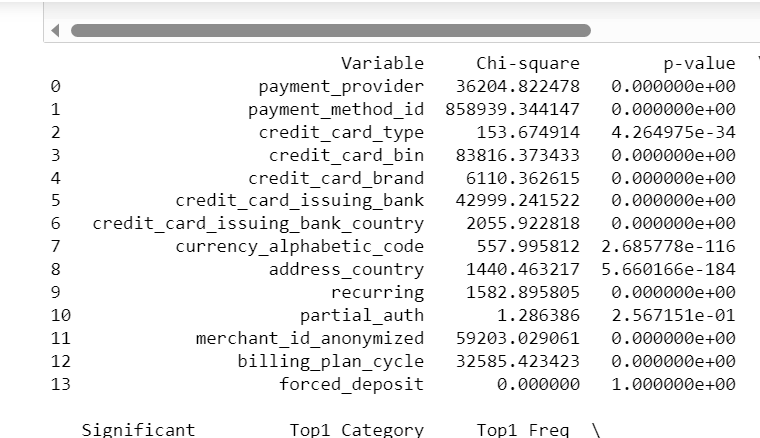 Variable Chi-square p-value \
0 payment_provider 36204.822478 0.000000e+00
1 payment_method_id 858939.344147 0.000000e+00
2 credit_card_type 153.674914 4.264975e-34
3 credit_card_bin 83816.373433 0.000000e+00
4 credit_card_brand 6110.362615 0.000000e+00
5 credit_card_issuing_bank 42999.241522 0.000000e+00
6 credit_card_issuing_bank_country 2055.922818 0.000000e+00
7 currency_alphabetic_code 557.995812 2.685778e-116
8 address_country 1440.463217 5.660166e-184
9 recurring 1582.895805 0.000000e+00
10 partial_auth 1.286386 2.567151e-01
11 merchant_id_anonymized 59203.029061 0.000000e+00
12 billing_plan_cycle 32585.423423 0.000000e+00
13 forced_deposit 0.000000 1.000000e+00
Significant Top1 Category Top1 Freq \